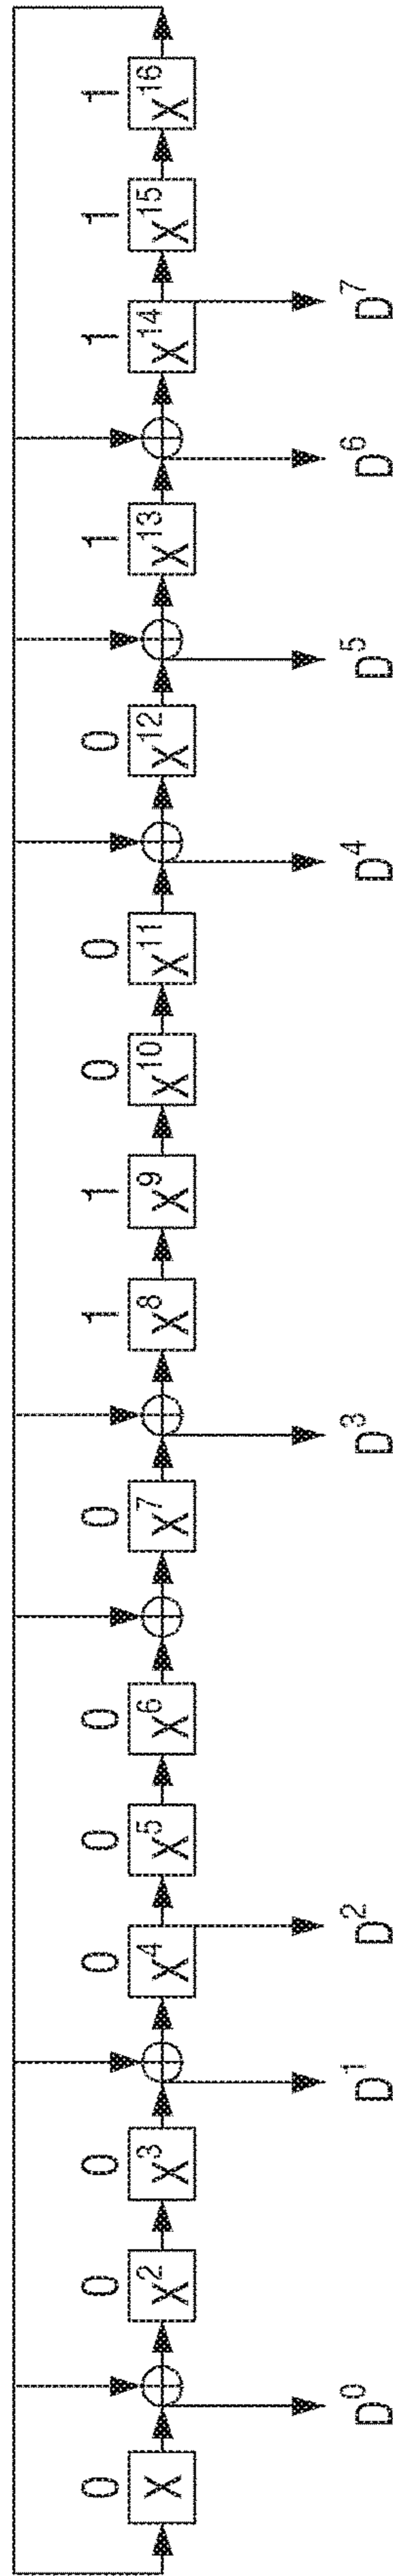 0 0 0 0 0 0 0 1 1 0 0 0 1 1 1 1
X X² X³ X⁴ X⁵ X⁶ X⁷ X⁸ X⁹ X¹⁰ X¹¹ X¹² X¹³ X¹⁴ X¹⁵ X¹⁶
D⁰ D¹ D² D³ D⁴ D⁵ D⁶ D⁷